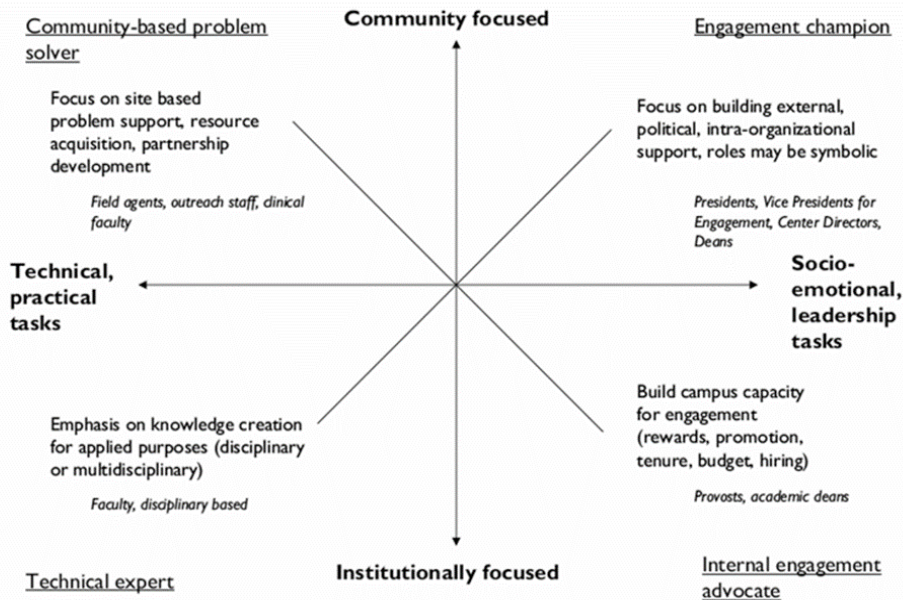 Community focused
Community-based problem
solver
Engagement champion
Focus on site based
problem support, resource
acquisition, partnership
development
Field agents, outreach staff, clinical
faculty
Focus on building external,
political, intra-organizational
support, roles may be symbolic
Presidents, Vice Presidents for
Engagement, Center Directors,
Deans
Technical,
practical
tasks
Socio-
emotional,
leadership
tasks
Emphasis on knowledge creation
for applied purposes (disciplinary
or multidisciplinary)
Faculty, disciplinary based
Build campus capacity
for engagement
(rewards, promotion,
tenure, budget, hiring)
Provosts, academic deans
Technical expert
Institutionally focused
Internal engagement
advocate